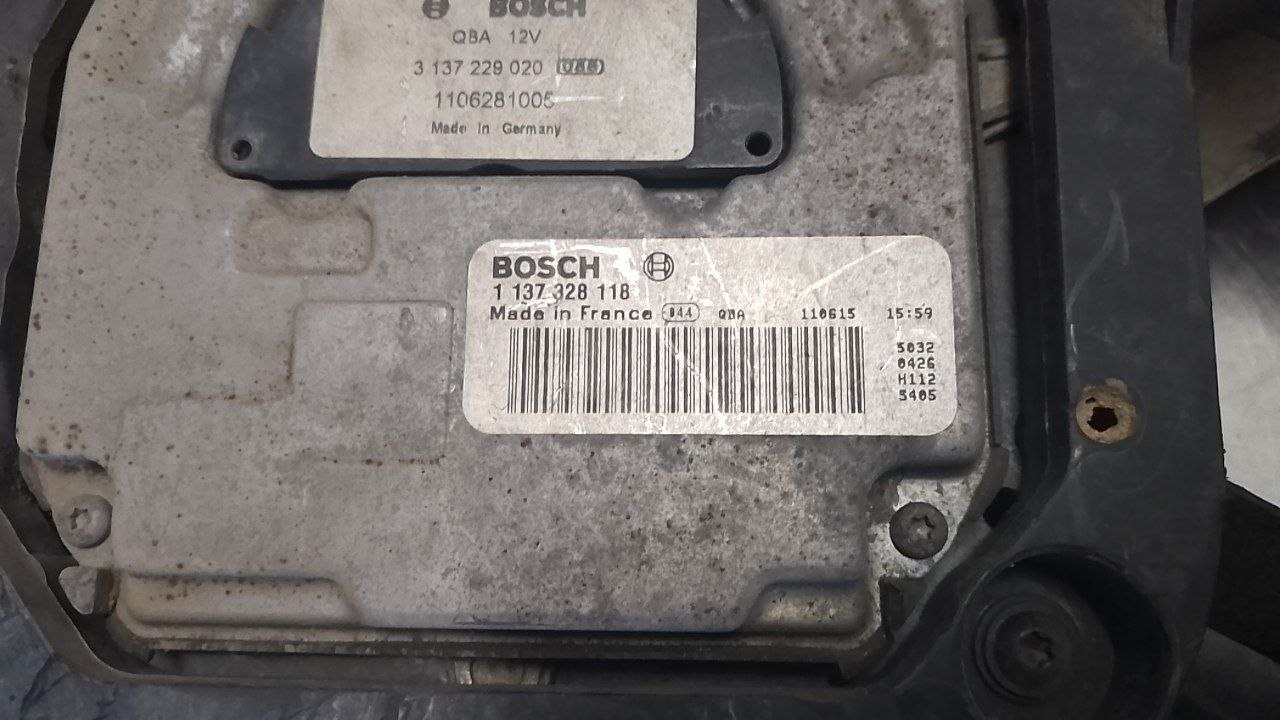 BOSCH
QBA 12V
3 137 229 020
1106281005
Made in Germany
BOSCH
1 137 328 118
Made in France 044 QBA 110615 15:59
5032
0426
H112
5405